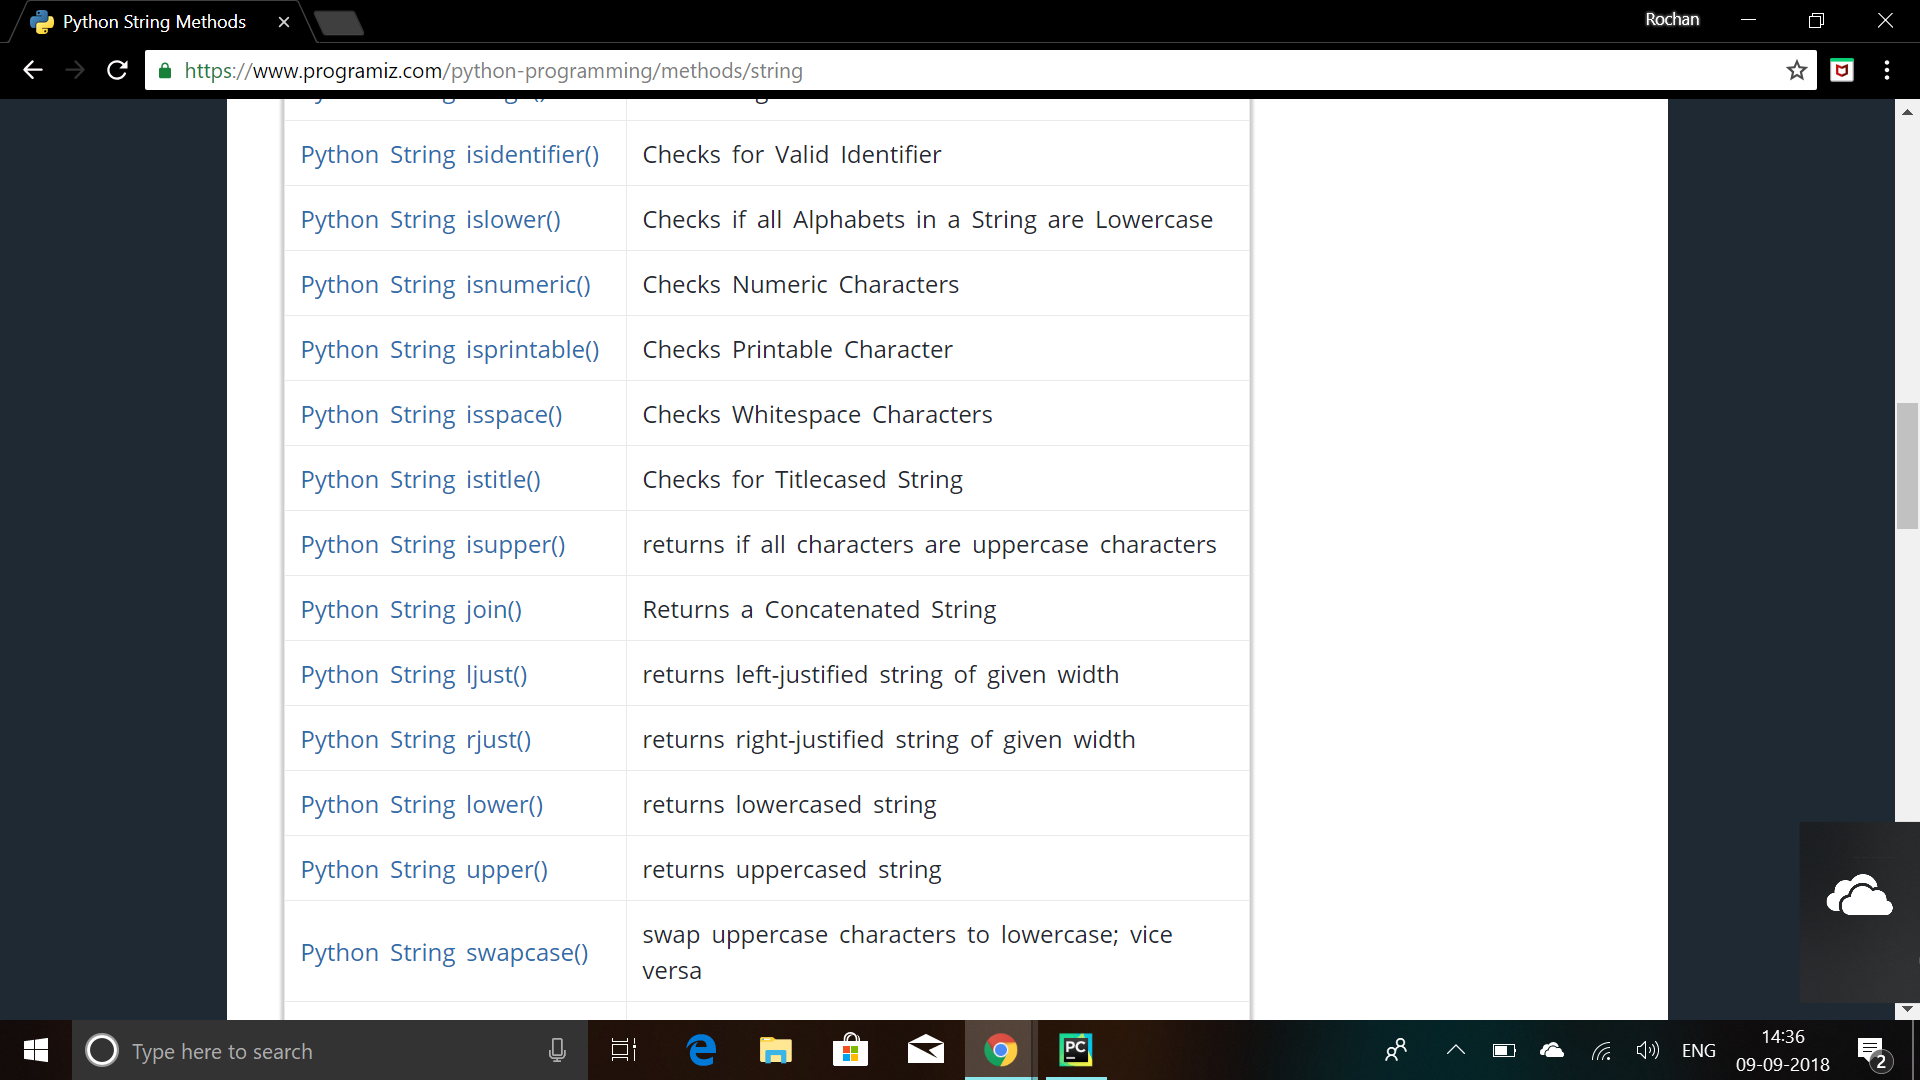 Python String Methods
Rochan
https://www.programiz.com/python-programming/methods/string
Python String isidentifier() Checks for Valid Identifier
Python String islower() Checks if all Alphabets in a String are Lowercase
Python String isnumeric() Checks Numeric Characters
Python String isprintable() Checks Printable Character
Python String isspace() Checks Whitespace Characters
Python String istitle() Checks for Titlecased String
Python String isupper() returns if all characters are uppercase characters
Python String join() Returns a Concatenated String
Python String ljust() returns left-justified string of given width
Python String rjust() returns right-justified string of given width
Python String lower() returns lowercased string
Python String upper() returns uppercased string
Python String swapcase() swap uppercase characters to lowercase; vice
versa
Type here to search
PC
ENG
14:36
09-09-2018
2